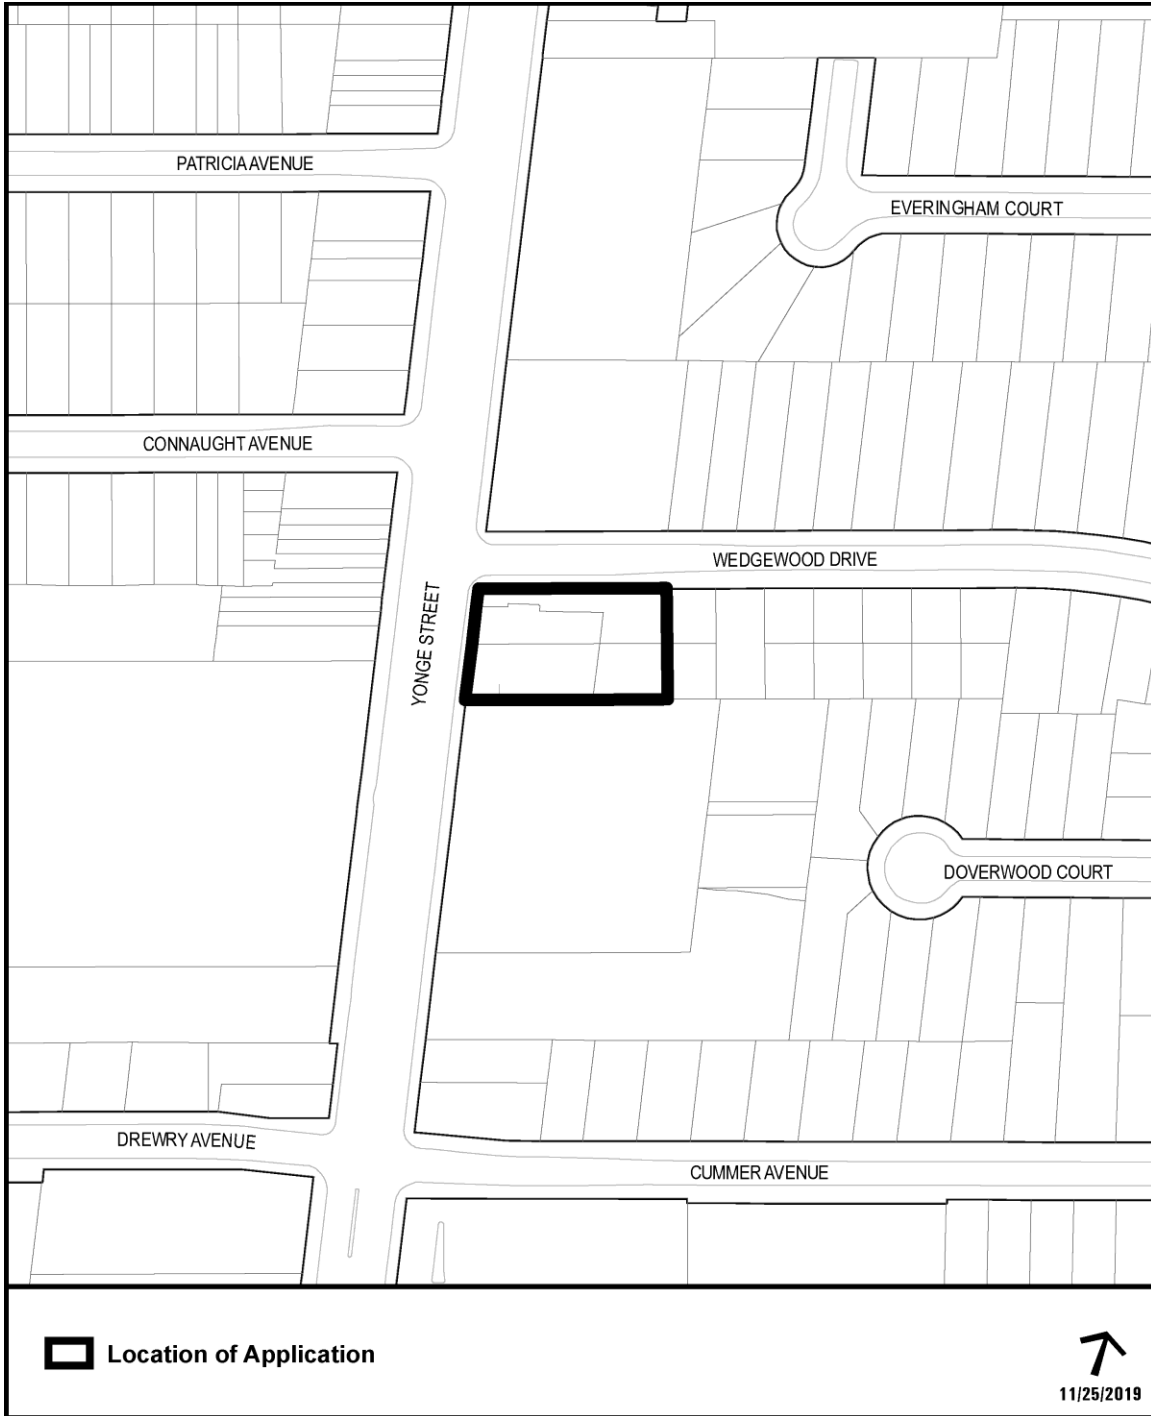 PATRICIA AVENUE
EVERINGHAM COURT
CONNAUGHT AVENUE
WEDGEWOOD DRIVE
YONGE STREET
DOVERWOOD COURT
DREWRY AVENUE
CUMMER AVENUE
Location of Application
11/25/2019